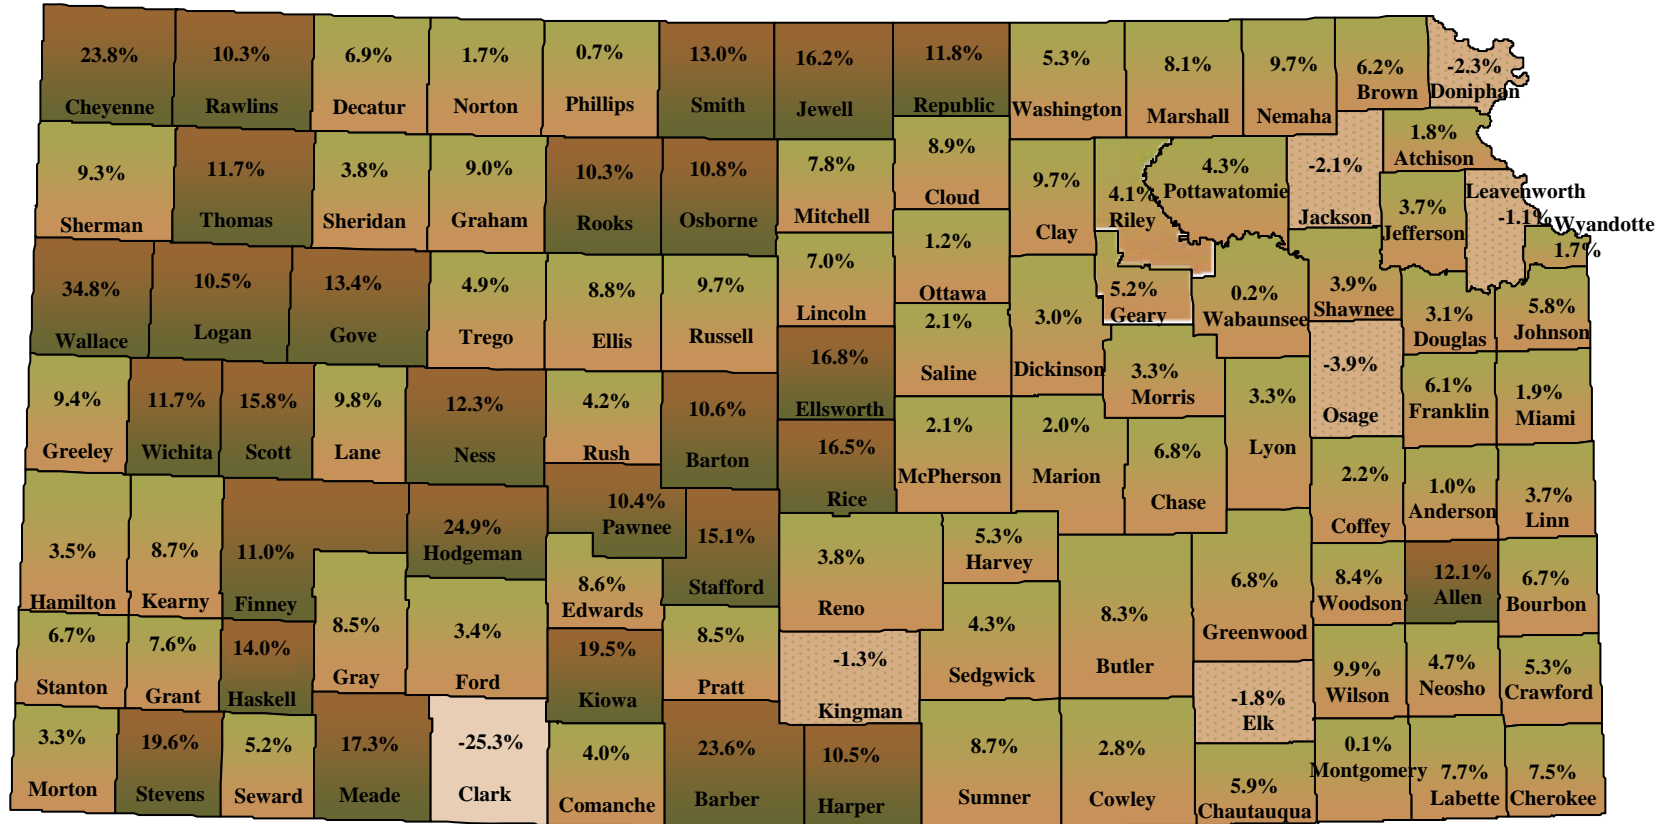 23.8%
Cheyenne
10.3%
Rawlins
6.9%
Decatur
1.7%
Norton
0.7%
Phillips
13.0%
Smith
16.2%
Jewell
11.8%
Republic
5.3%
Washington
8.1%
Marshall
9.7%
Nemaha
6.2%
Brown
-2.3%
Doniphan
9.3%
Sherman
11.7%
Thomas
3.8%
Sheridan
9.0%
Graham
10.3%
Rooks
10.8%
Osborne
7.8%
Mitchell
8.9%
Cloud
9.7%
Clay
4.1%
Riley
4.3%
Pottawatomie
-2.1%
Jackson
1.8%
Atchison
3.7%
Jefferson
Leavenworth
-1.1%
Wyandotte
1.7%
34.8%
Wallace
10.5%
Logan
13.4%
Gove
4.9%
Trego
8.8%
Ellis
9.7%
Russell
7.0%
Lincoln
1.2%
Ottawa
2.1%
Saline
3.0%
Dickinson
5.2%
Geary
0.2%
Wabaunsee
3.9%
Shawnee
3.1%
Douglas
5.8%
Johnson
9.4%
Greeley
11.7%
Wichita
15.8%
Scott
9.8%
Lane
12.3%
Ness
4.2%
Rush
10.6%
Barton
16.8%
Ellsworth
16.5%
Rice
2.1%
McPherson
2.0%
Marion
3.3%
Morris
6.8%
Chase
3.3%
Lyon
-3.9%
Osage
6.1%
Franklin
1.9%
Miami
3.5%
Hamilton
8.7%
Kearny
11.0%
Finney
24.9%
Hodgeman
10.4%
Pawnee
15.1%
Stafford
3.8%
Reno
5.3%
Harvey
2.2%
Coffey
1.0%
Anderson
3.7%
Linn
8.5%
Gray
3.4%
Ford
8.6%
Edwards
8.3%
Butler
6.8%
Greenwood
8.4%
Woodson
12.1%
Allen
6.7%
Bourbon
6.7%
Stanton
7.6%
Grant
14.0%
Haskell
19.5%
Kiowa
8.5%
Pratt
-1.3%
Kingman
4.3%
Sedgwick
-1.8%
Elk
9.9%
Wilson
4.7%
Neosho
5.3%
Crawford
3.3%
Morton
19.6%
Stevens
5.2%
Seward
17.3%
Meade
-25.3%
Clark
4.0%
Comanche
23.6%
Barber
10.5%
Harper
8.7%
Sumner
2.8%
Cowley
5.9%
Chautauqua
0.1%
Montgomery
7.7%
Labette
7.5%
Cherokee